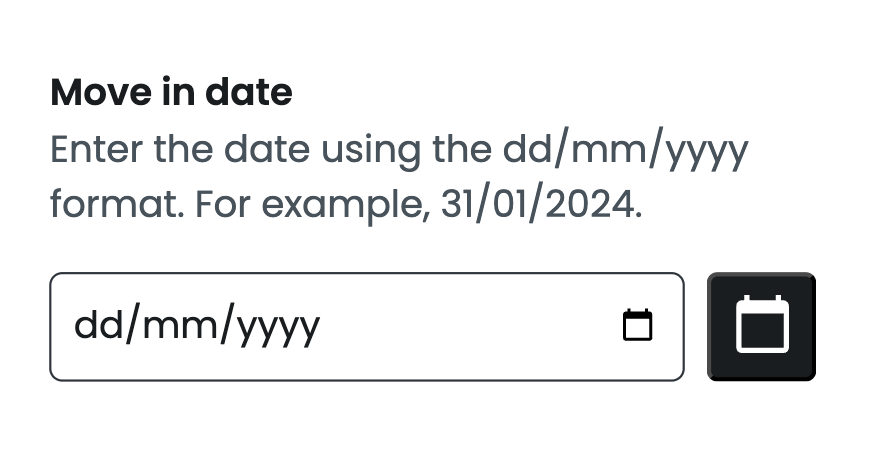 Move in date
Enter the date using the dd/mm/yyyy
format. For example, 31/01/2024.
dd/mm/yyyy